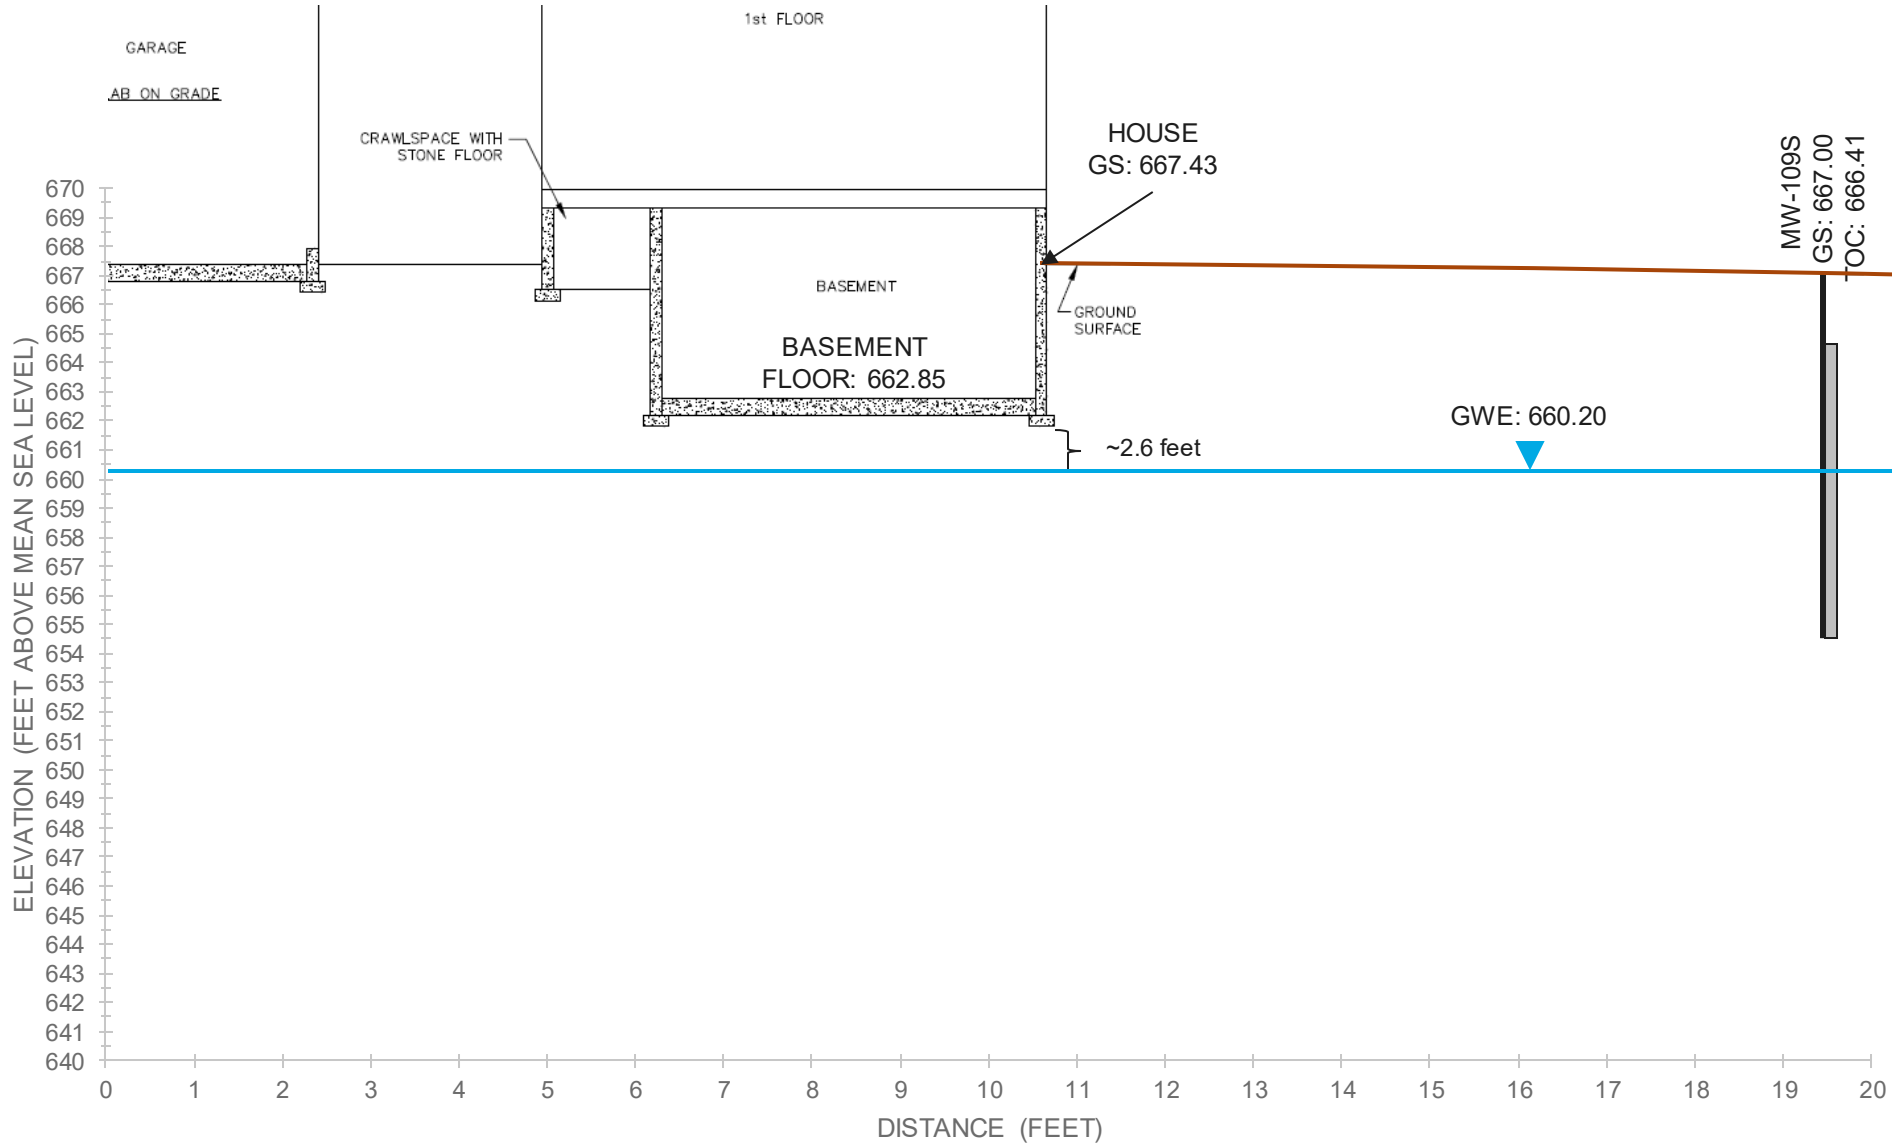 1st FLOOR
GARAGE
AB ON GRADE
CRAWLSPACE WITH
STONE FLOOR
HOUSE
GS: 667.43
MW-109S
GS: 667.00
TOC: 666.41
BASEMENT
GROUND
SURFACE
BASEMENT
FLOOR: 662.85
GWE: 660.20
~2.6 feet
ELEVATION (FEET ABOVE MEAN SEA LEVEL)
670
669
668
667
666
665
664
663
662
661
660
659
658
657
656
655
654
653
652
651
650
649
648
647
646
645
644
643
642
641
640
0 1 2 3 4 5 6 7 8 9 10 11 12 13 14 15 16 17 18 19 20
DISTANCE (FEET)